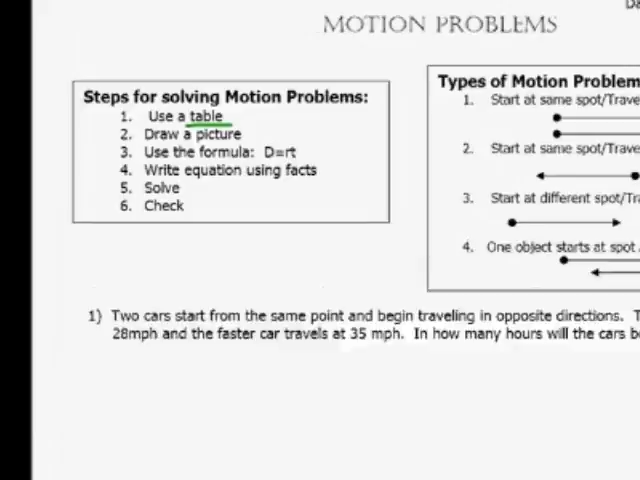 Da
MOTION PROBLEMS
Steps for solving Motion Problems:
1. Use a table
2. Draw a picture
3. Use the formula: D=rt
4. Write equation using facts
5. Solve
6. Check
Types of Motion Problem
1. Start at same spot/Trave
2. Start at same spot/Trave
3. Start at different spot/Tra
4. One object starts at spot
1) Two cars start from the same point and begin traveling in opposite directions. T
28mph and the faster car travels at 35 mph. In how many hours will the cars b